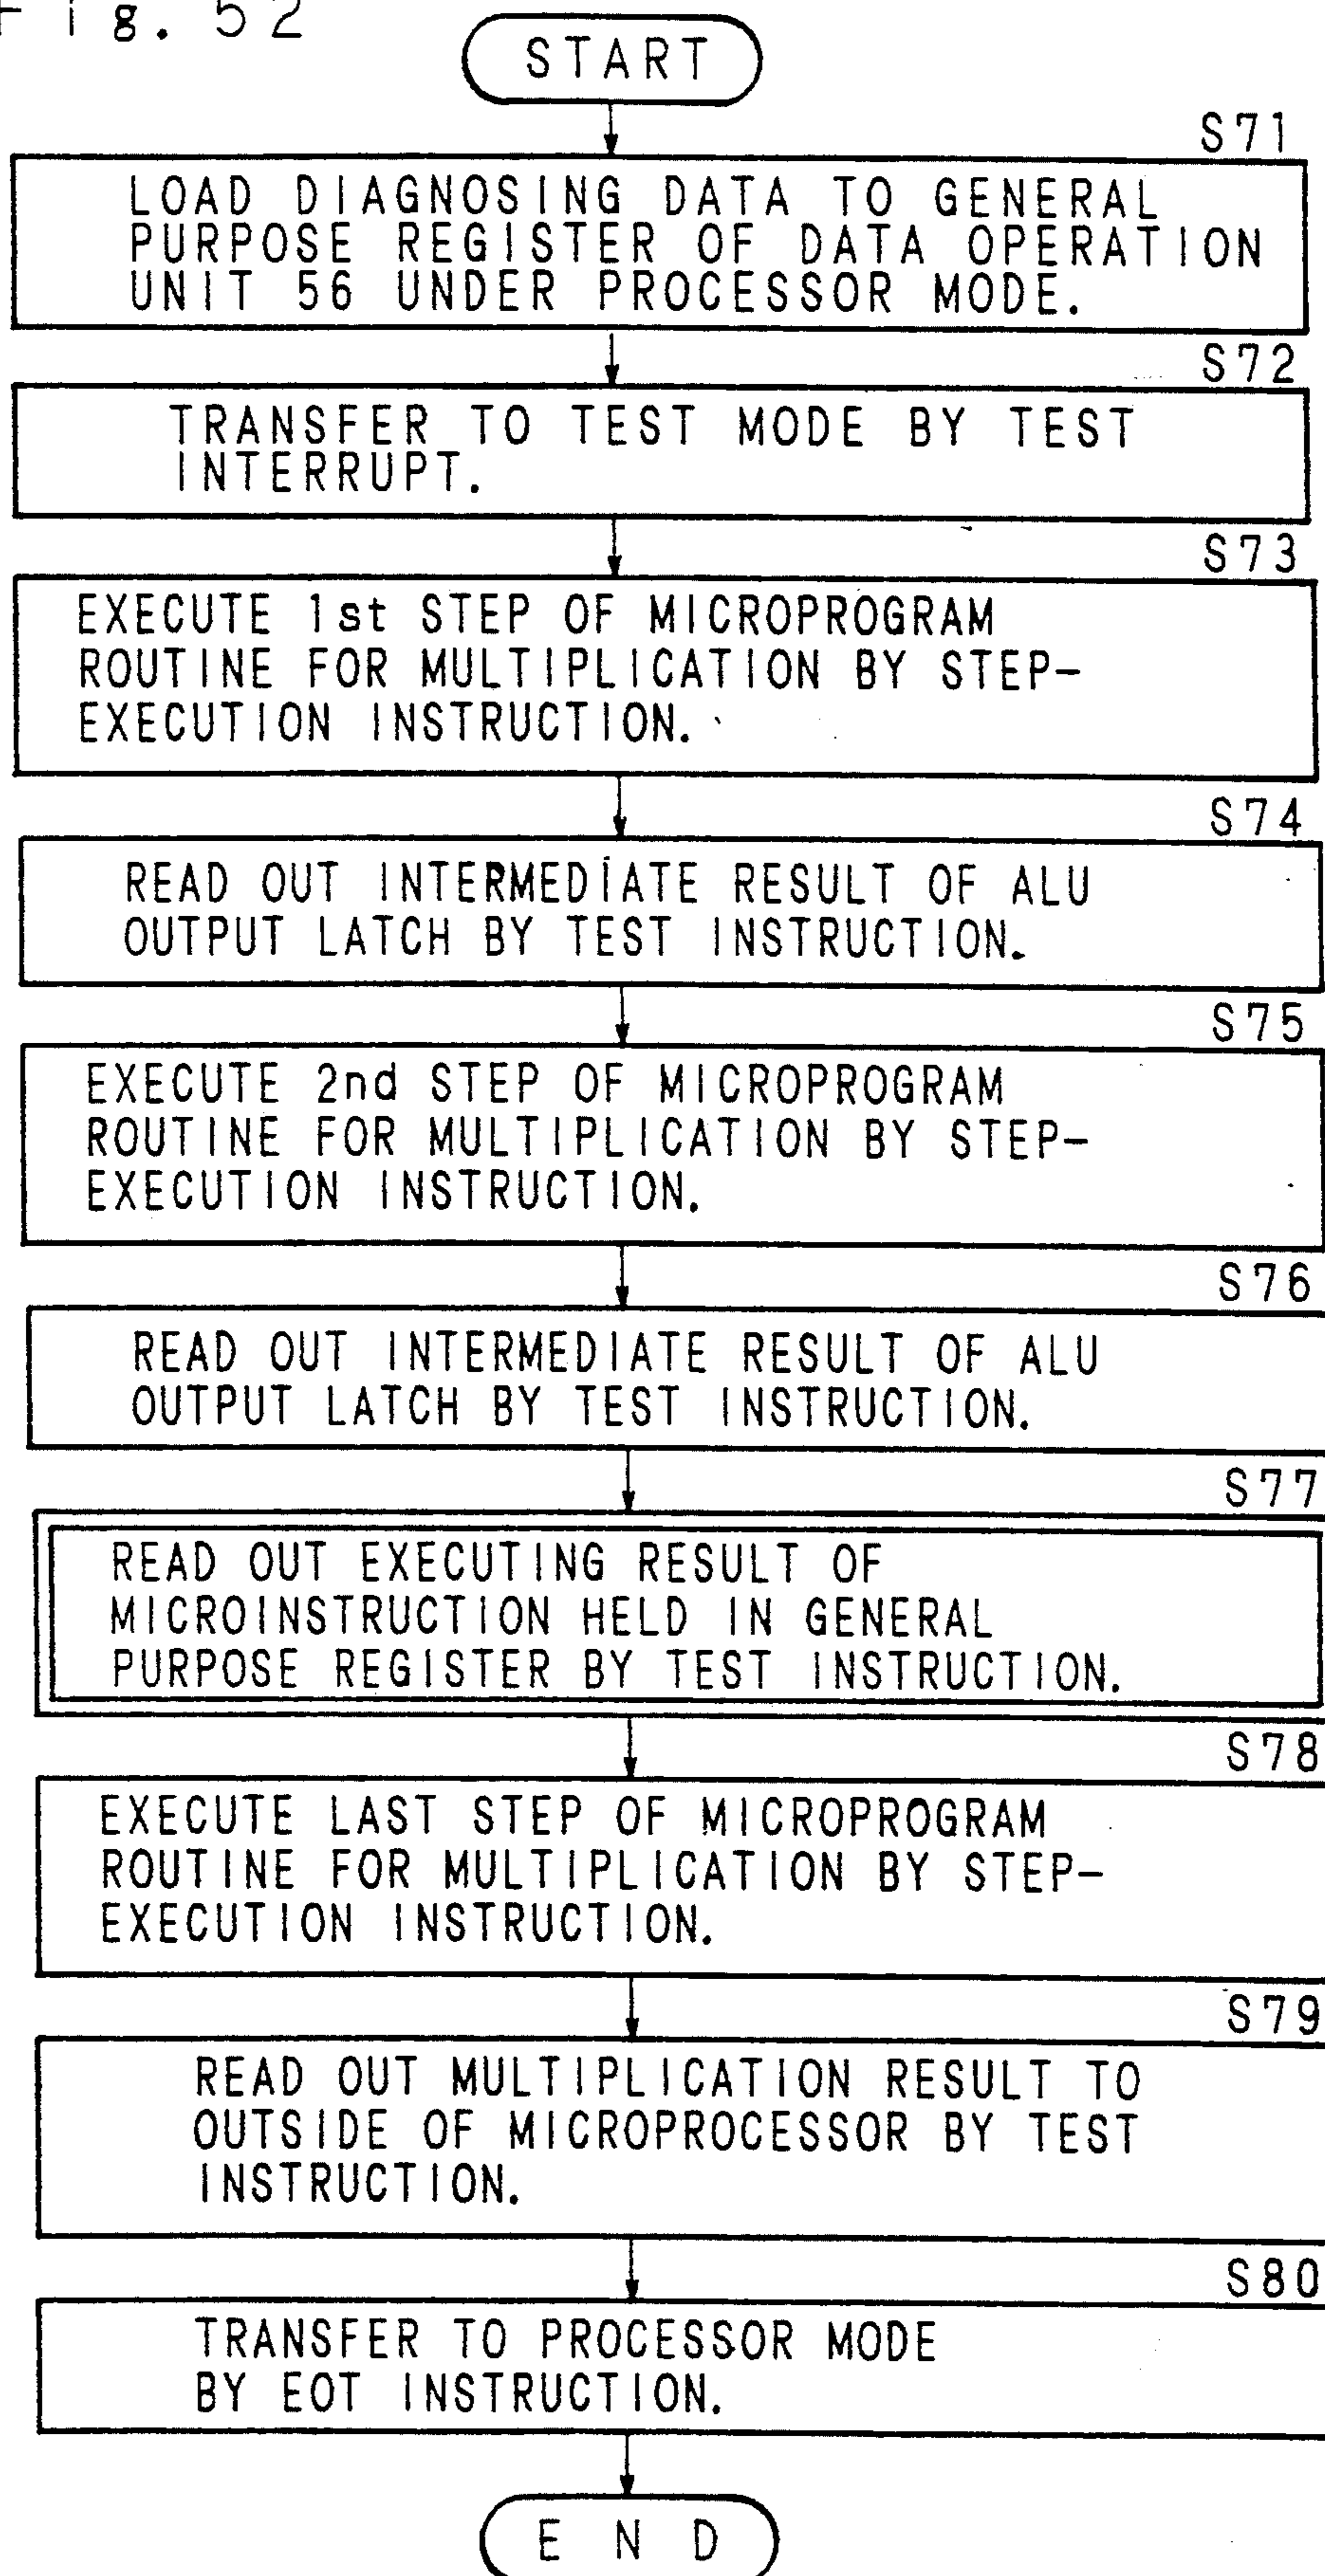 Fig. 52
START
S71
LOAD DIAGNOSING DATA TO GENERAL
PURPOSE REGISTER OF DATA OPERATION
UNIT 56 UNDER PROCESSOR MODE.
S72
TRANSFER TO TEST MODE BY TEST
INTERRUPT.
S73
EXECUTE 1st STEP OF MICROPROGRAM
ROUTINE FOR MULTIPLICATION BY STEP-
EXECUTION INSTRUCTION.
S74
READ OUT INTERMEDIATE RESULT OF ALU
OUTPUT LATCH BY TEST INSTRUCTION.
S75
EXECUTE 2nd STEP OF MICROPROGRAM
ROUTINE FOR MULTIPLICATION BY STEP-
EXECUTION INSTRUCTION.
S76
READ OUT INTERMEDIATE RESULT OF ALU
OUTPUT LATCH BY TEST INSTRUCTION.
S77
READ OUT EXECUTING RESULT OF
MICROINSTRUCTION HELD IN GENERAL
PURPOSE REGISTER BY TEST INSTRUCTION.
S78
EXECUTE LAST STEP OF MICROPROGRAM
ROUTINE FOR MULTIPLICATION BY STEP-
EXECUTION INSTRUCTION.
S79
READ OUT MULTIPLICATION RESULT TO
OUTSIDE OF MICROPROCESSOR BY TEST
INSTRUCTION.
S80
TRANSFER TO PROCESSOR MODE
BY EOT INSTRUCTION.
END